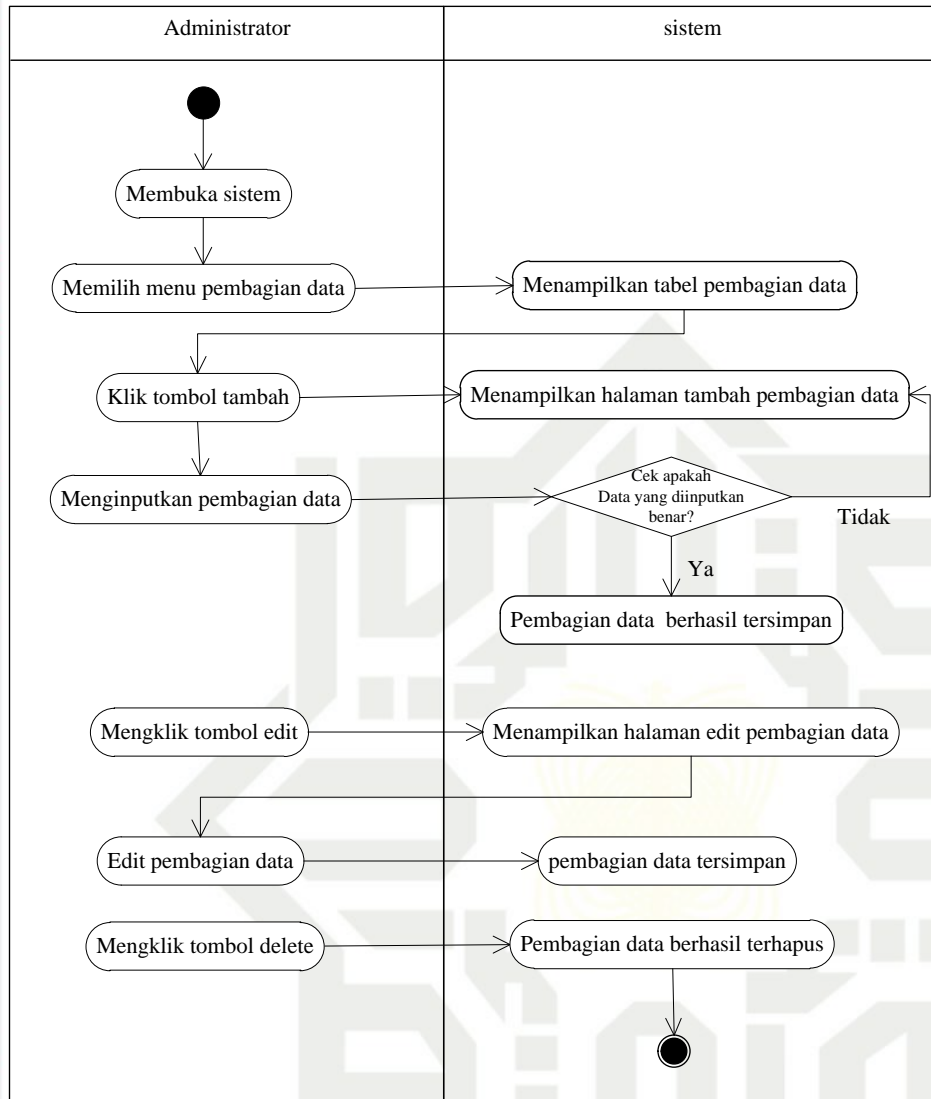 Administrator
sistem
Membuka sistem
Memilih menu pembagian data
Menampilkan tabel pembagian data
Klik tombol tambah
Menampilkan halaman tambah pembagian data
Menginputkan pembagian data
Cek apakah
Data yang diinputkan
benar?
Tidak
Ya
Pembagian data  berhasil tersimpan
Mengklik tombol edit
Menampilkan halaman edit pembagian data
Edit pembagian data
pembagian data tersimpan
Mengklik tombol delete
Pembagian data berhasil terhapus